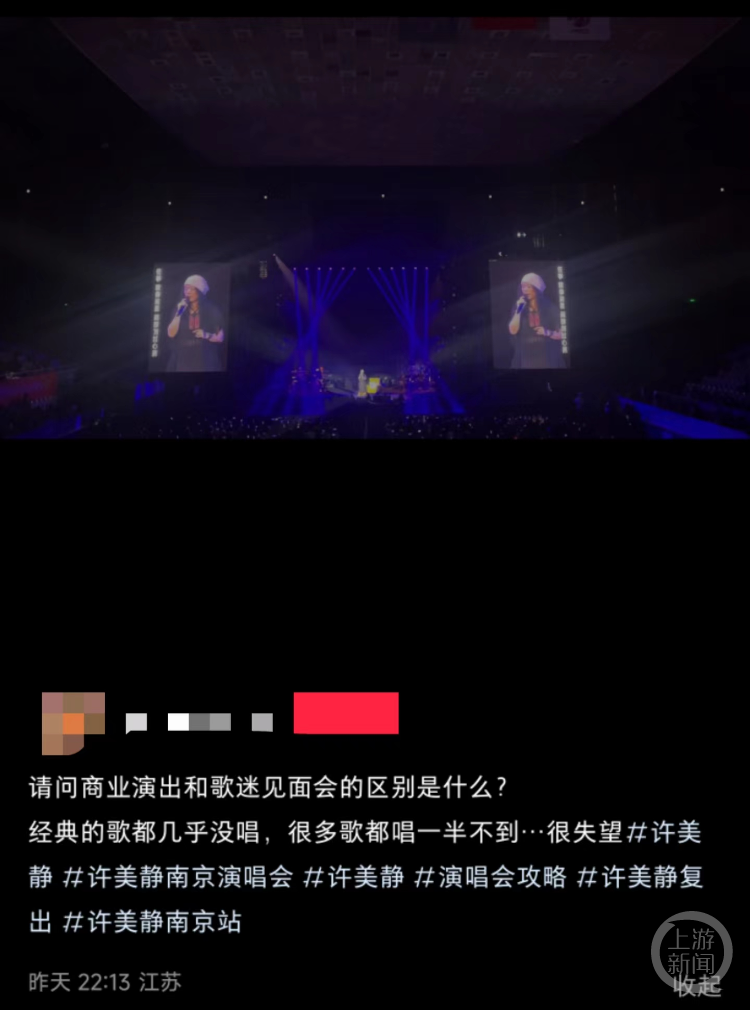 请问商业演出和歌迷见面会的区别是什么？
经典的歌都几乎没唱，很多歌都唱一半不到…很失望#许美
静 #许美静南京演唱会 #许美静 #演唱会攻略 #许美静复
出 #许美静南京站
昨天 22:13 江苏
上游
新闻
收起